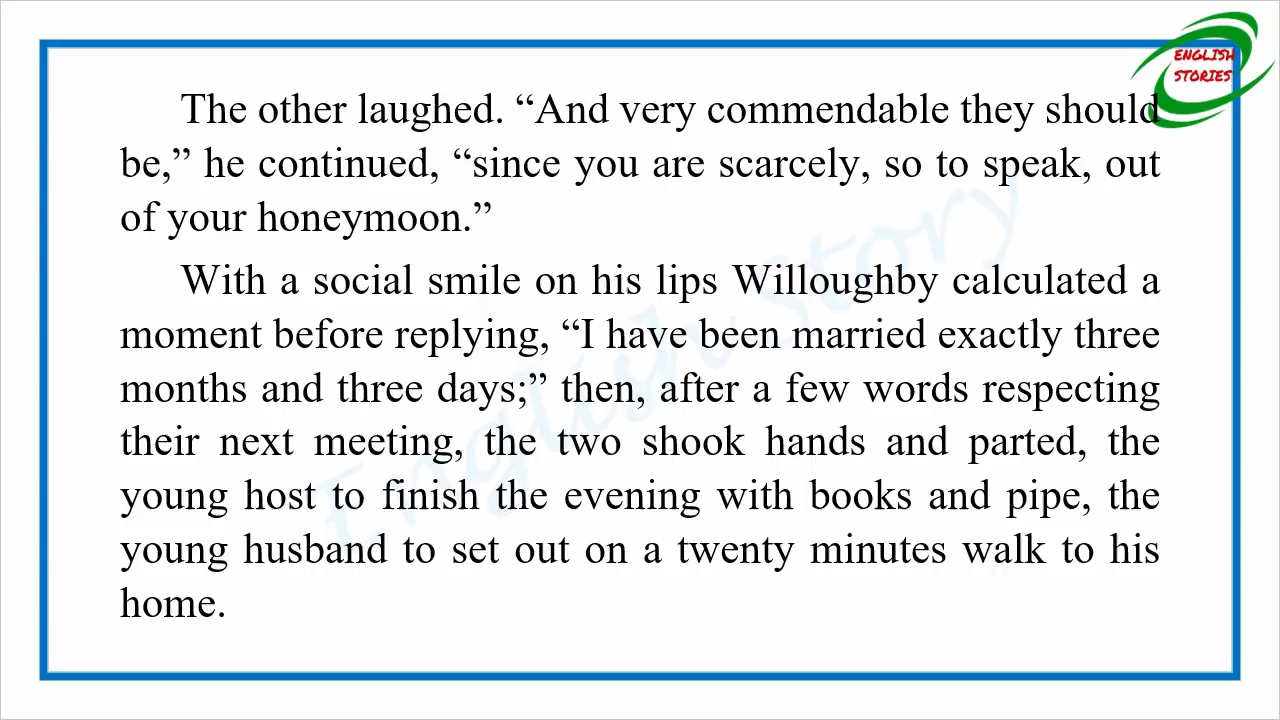 ENGLISH
STORIES
The other laughed. “And very commendable they should
be,” he continued, “since you are scarcely, so to speak, out
of your honeymoon.”
With a social smile on his lips Willoughby calculated a
moment before replying, “I have been married exactly three
months and three days;” then, after a few words respecting
their next meeting, the two shook hands and parted, the
young host to finish the evening with books and pipe, the
young husband to set out on a twenty minutes walk to his
home.
English Story